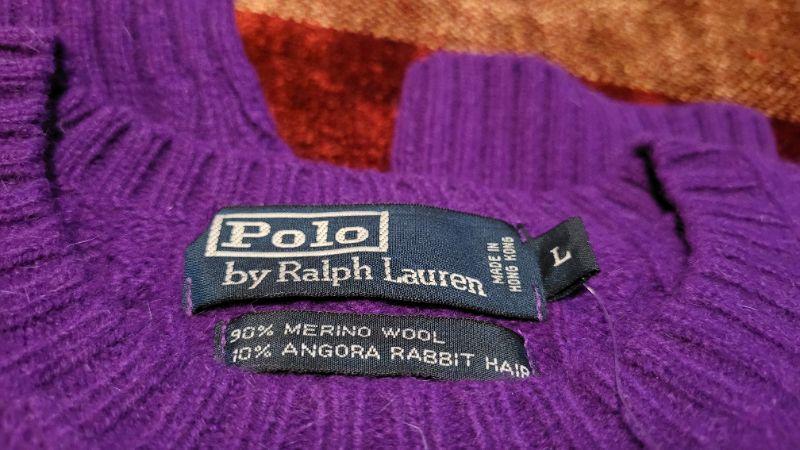 Polo
by Ralph Lauren
MADE IN
HONG KONG
L
90% MERINO WOOL
10% ANGORA RABBIT HAIR